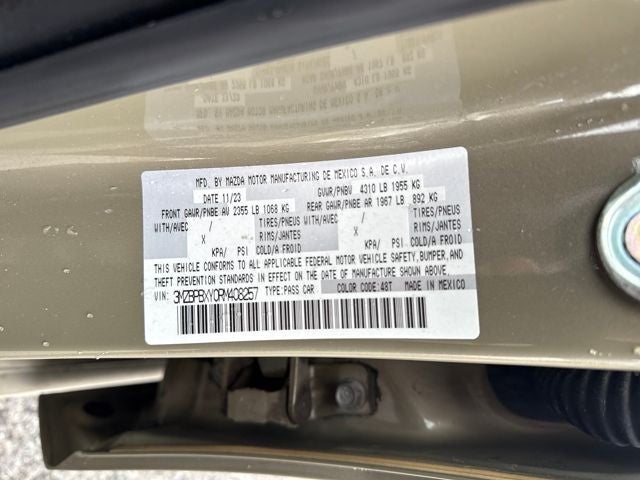 MFD. BY MAZDA MOTOR MANUFACTURING DE MEXICO S.A. DE C.V.
DATE 11/23 GVWR/PNBV 4310 LB 1955 KG
FRONT GAWR/PNBE AV 2355 LB 1068 KG REAR GAWR/PNBE AR 1967 LB 892 KG
WITH/AVEC / TIRES/PNEUS WITH/AVEC / TIRES/PNEUS
X RIMS/JANTES X RIMS/JANTES
KPA/ PSI COLD/A FROID KPA/ PSI COLD/A FROID
THIS VEHICLE CONFORMS TO ALL APPLICABLE FEDERAL MOTOR VEHICLE SAFETY, BUMPER, AND
THEFT PREVENTION STANDARDS IN EFFECT ON THE DATE OF MANUFACTURE SHOWN ABOVE.
VIN: 3MZBPBXY0RM408257 TYPE: PASS CAR COLOR CODE: 48T MADE IN MEXICO